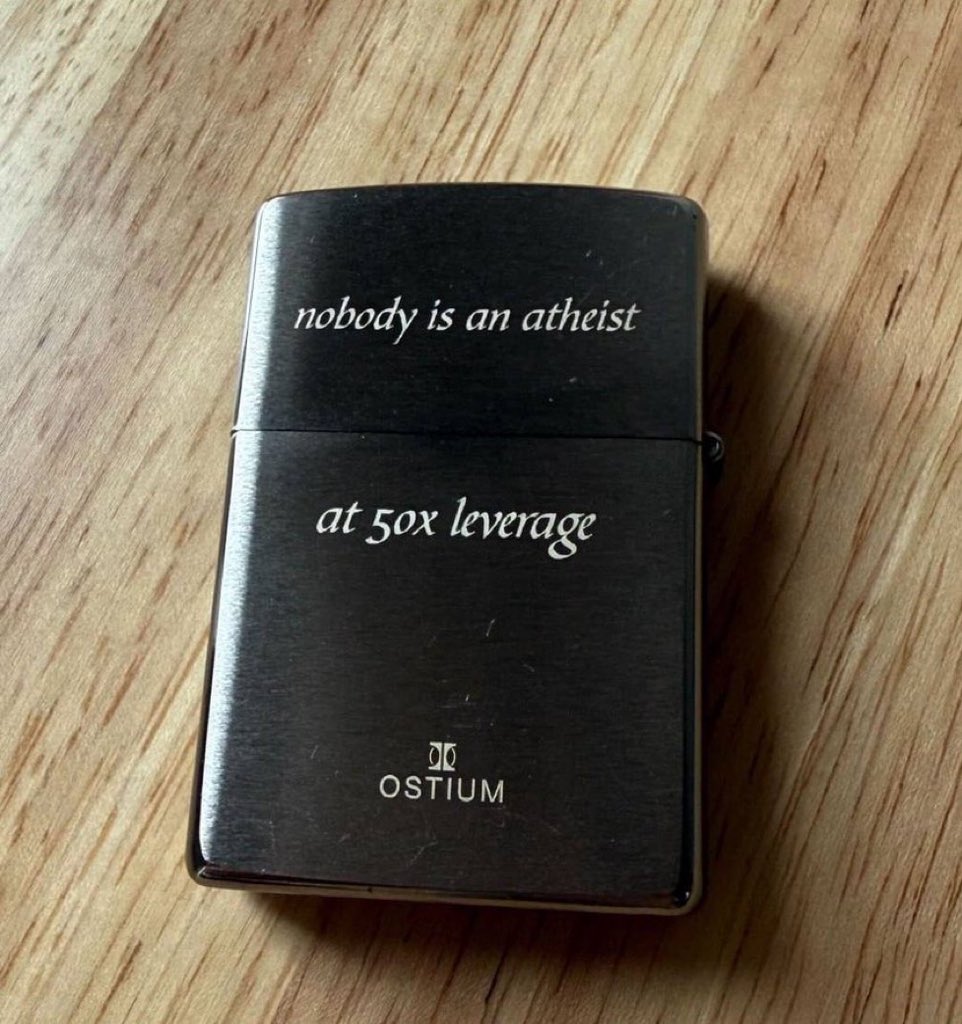 nobody is an atheist
at 50x leverage
OSTIUM